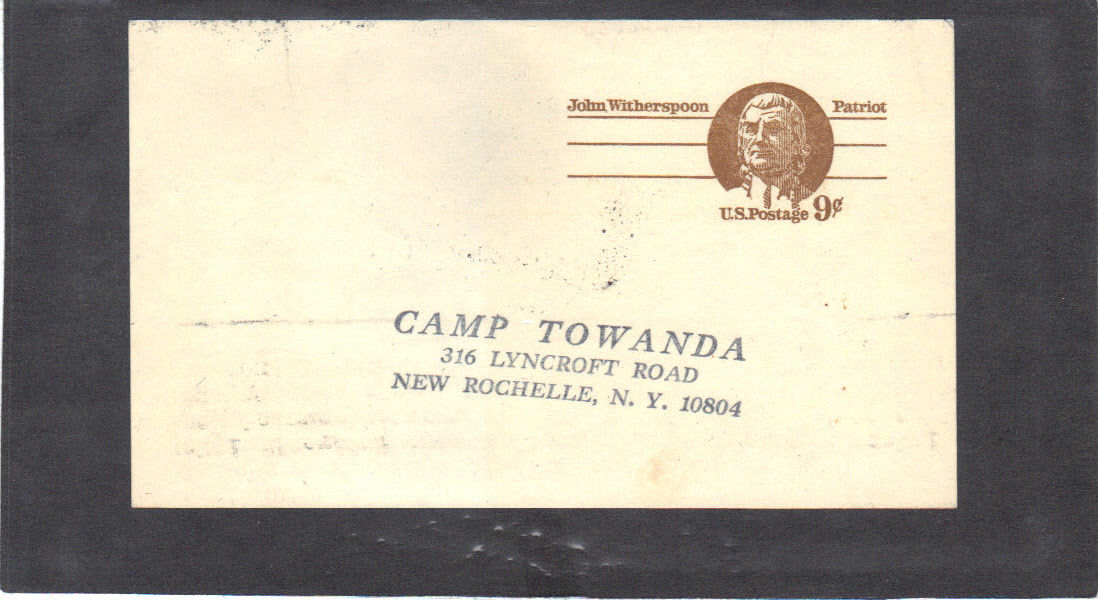 John Witherspoon Patriot
U.S. Postage 9¢
CAMP TOWANDA
316 LYNCROFT ROAD
NEW ROCHELLE, N. Y. 10804